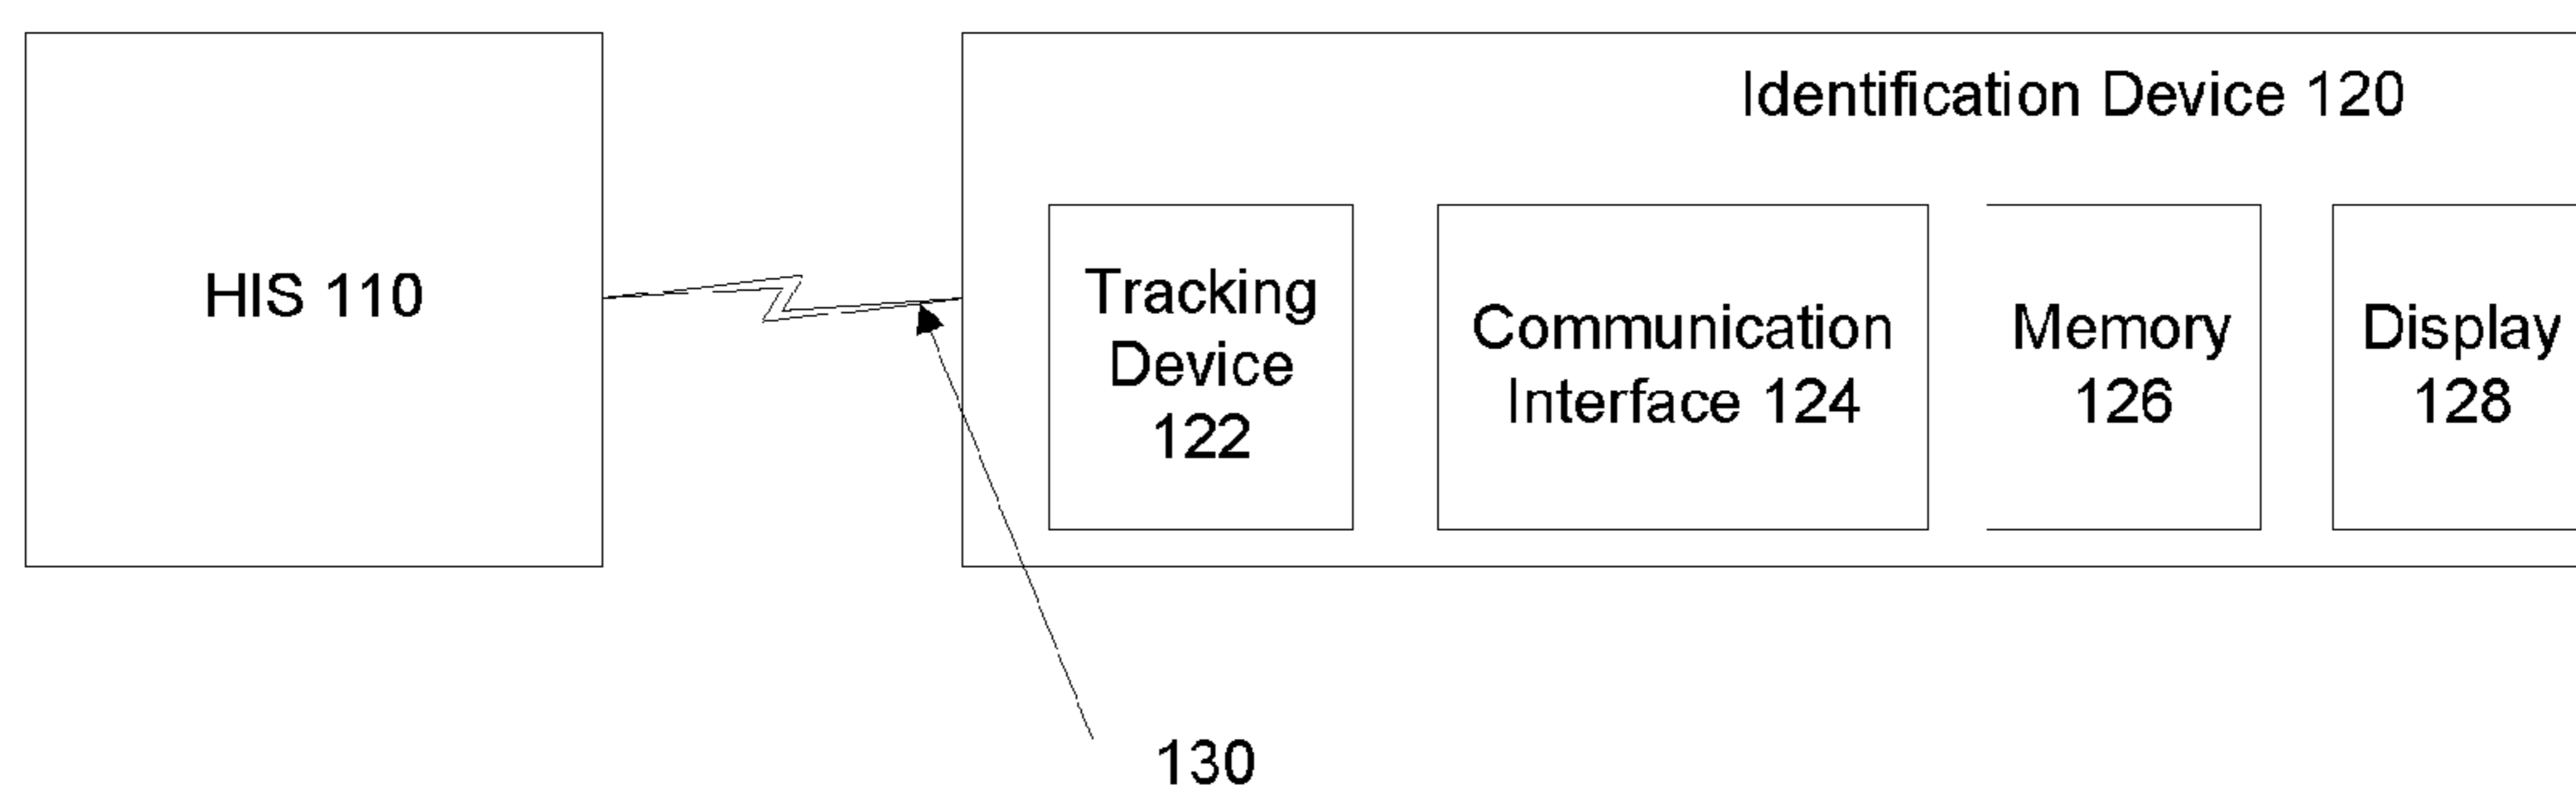 Identification Device 120
HIS 110
Tracking
Device
122
Communication
Interface 124
Memory
126
Display
128
130